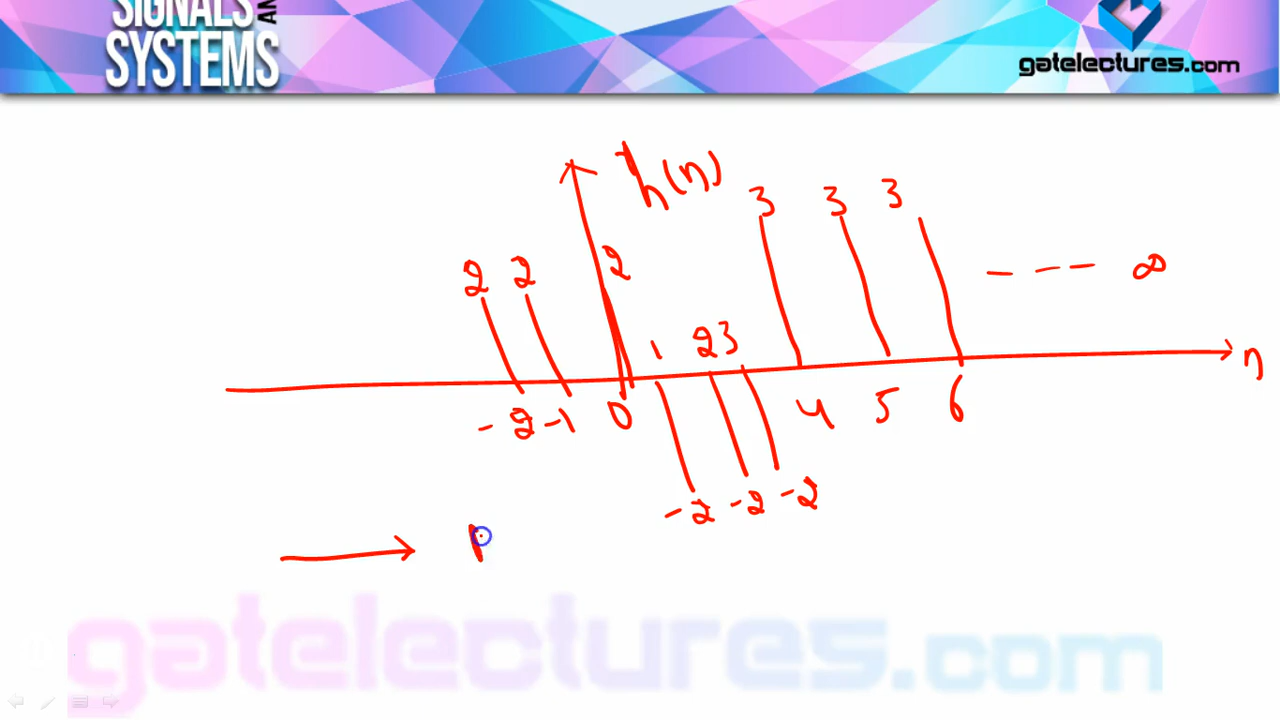 SIGNALS AN
SYSTEMS
gatelectures.com
h(n)
3 3 3
2 2 2 --- ∞
1 2 3
n
-2 -1 0 4 5 6
-2 -2 -2
gatelectures.com